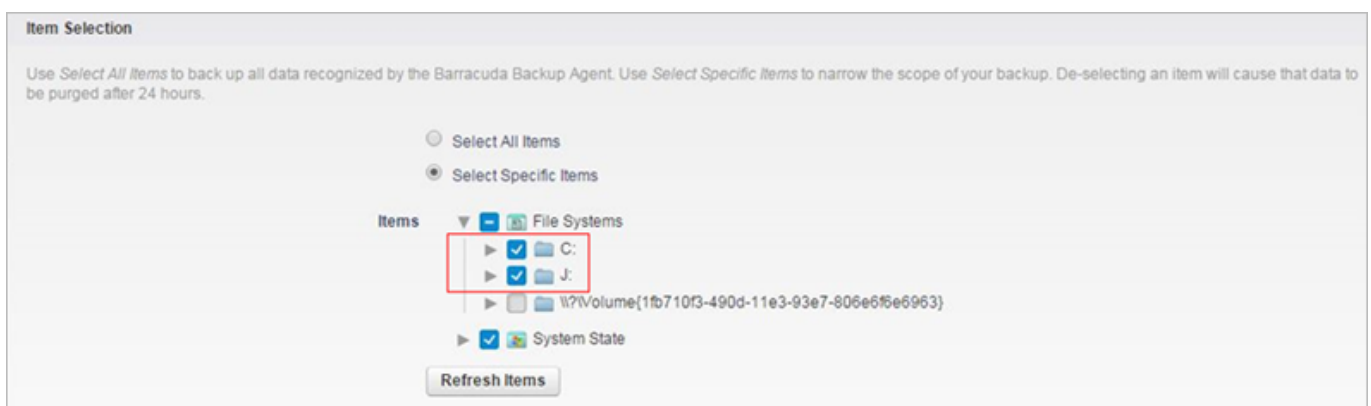 Item Selection
Use Select All Items to back up all data recognized by the Barracuda Backup Agent. Use Select Specific Items to narrow the scope of your backup. De-selecting an item will cause that data to
be purged after 24 hours.
Select All Items
Select Specific Items
Items File Systems
C:
J:
\\?\Volume{1fb710f3-490d-11e3-93e7-806e6f6e6963}
System State
Refresh Items